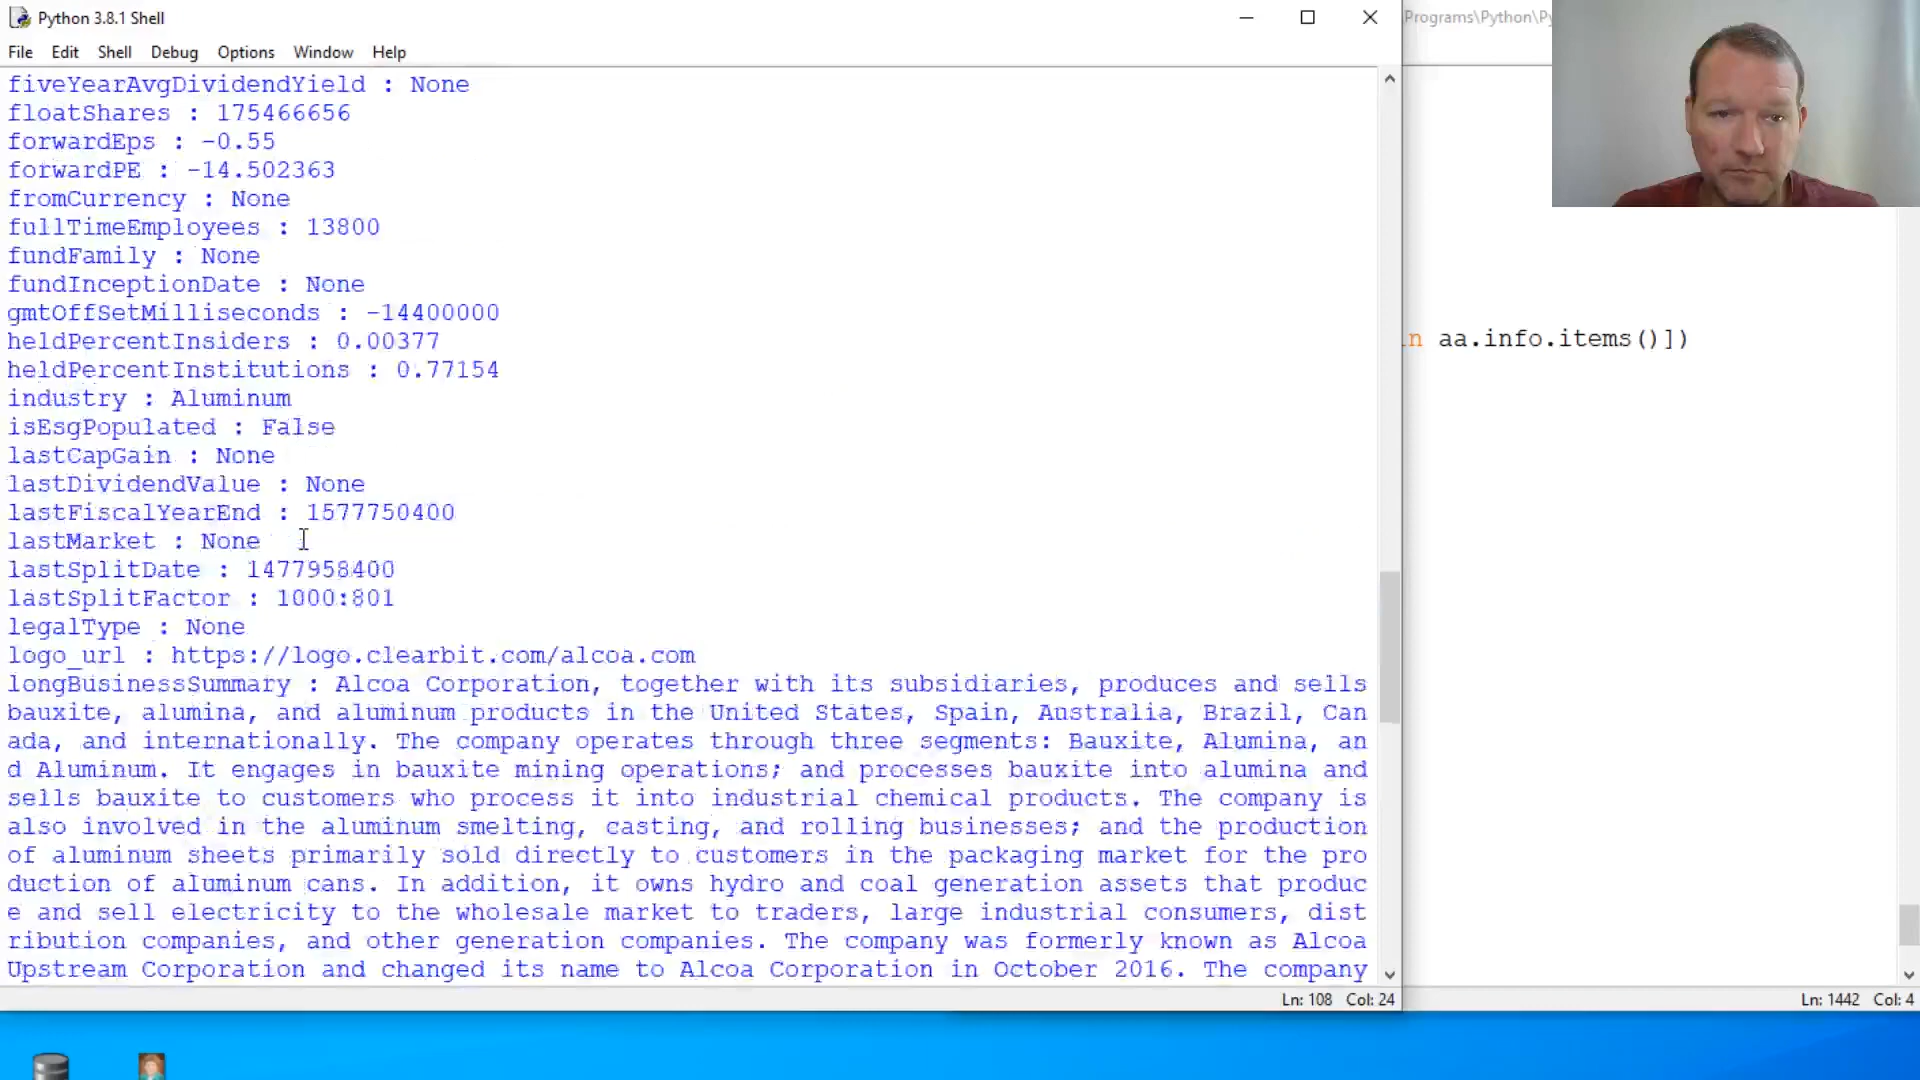 Python 3.8.1 Shell
Programs\Python\Py
File Edit Shell Debug Options Window Help
fiveYearAvgDividendYield : None
floatShares : 175466656
forwardEps : -0.55
forwardPE : -14.502363
fromCurrency : None
fullTimeEmployees : 13800
fundFamily : None
fundInceptionDate : None
gmtOffSetMilliseconds : -14400000
heldPercentInsiders : 0.00377
in aa.info.items()])
heldPercentInstitutions : 0.77154
industry : Aluminum
isEsgPopulated : False
lastCapGain : None
lastDividendValue : None
lastFiscalYearEnd : 1577750400
lastMarket : None
lastSplitDate : 1477958400
lastSplitFactor : 1000:801
legalType : None
logo_url : https://logo.clearbit.com/alcoa.com
longBusinessSummary : Alcoa Corporation, together with its subsidiaries, produces and sells
bauxite, alumina, and aluminum products in the United States, Spain, Australia, Brazil, Can
ada, and internationally. The company operates through three segments: Bauxite, Alumina, an
d Aluminum. It engages in bauxite mining operations; and processes bauxite into alumina and
sells bauxite to customers who process it into industrial chemical products. The company is
also involved in the aluminum smelting, casting, and rolling businesses; and the production
of aluminum sheets primarily sold directly to customers in the packaging market for the pro
duction of aluminum cans. In addition, it owns hydro and coal generation assets that produc
e and sell electricity to the wholesale market to traders, large industrial consumers, dist
ribution companies, and other generation companies. The company was formerly known as Alcoa
Upstream Corporation and changed its name to Alcoa Corporation in October 2016. The company
Ln: 108 Col: 24
Ln: 1442 Col: 4